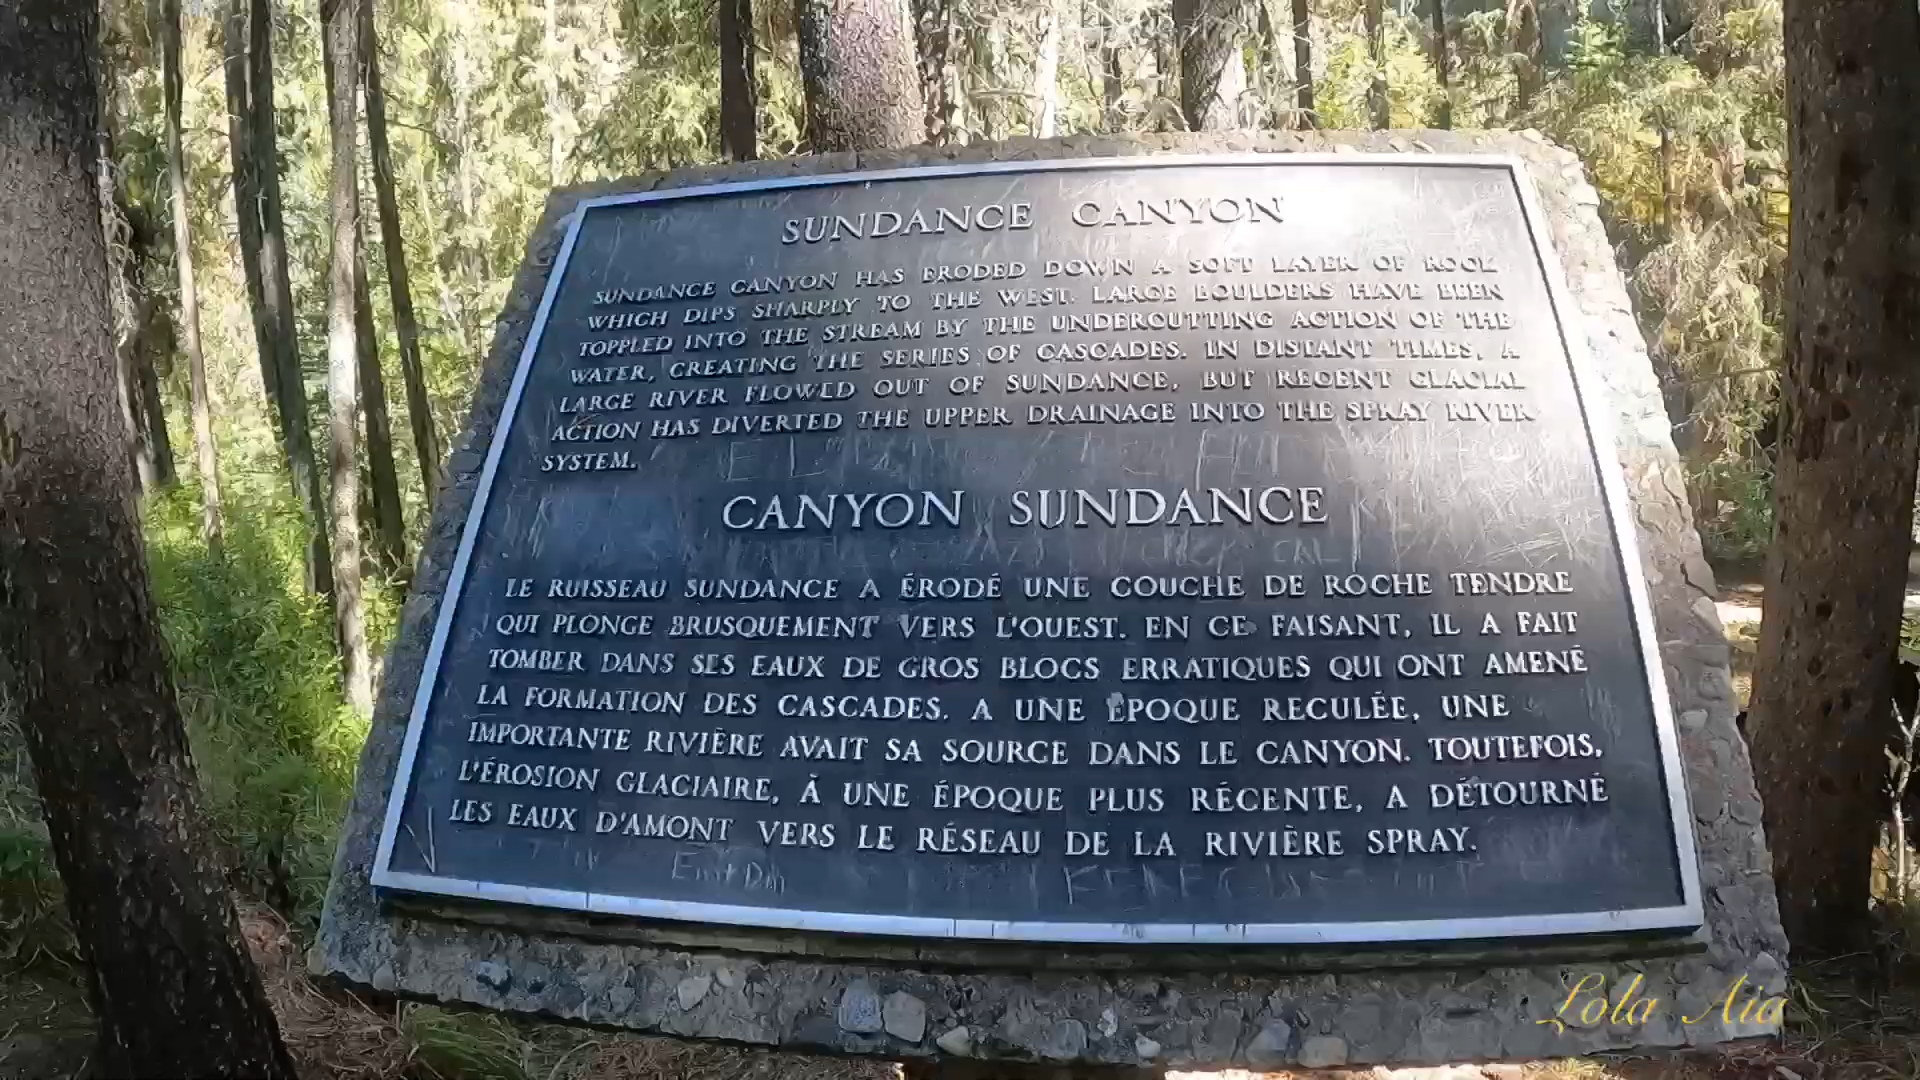 SUNDANCE CANYON
SUNDANCE CANYON HAS ERODED DOWN A SOFT LAYER OF ROCK
WHICH DIPS SHARPLY TO THE WEST. LARGE BOULDERS HAVE BEEN
TOPPLED INTO THE STREAM BY THE UNDERCUTTING ACTION OF THE
WATER, CREATING THE SERIES OF CASCADES. IN DISTANT TIMES, A
LARGE RIVER FLOWED OUT OF SUNDANCE, BUT RECENT GLACIAL
ACTION HAS DIVERTED THE UPPER DRAINAGE INTO THE SPRAY RIVER
SYSTEM.
CANYON SUNDANCE
LE RUISSEAU SUNDANCE A ÉRODÉ UNE COUCHE DE ROCHE TENDRE
QUI PLONGE BRUSQUEMENT VERS L'OUEST. EN CE FAISANT, IL A FAIT
TOMBER DANS SES EAUX DE GROS BLOCS ERRATIQUES QUI ONT AMENÉ
LA FORMATION DES CASCADES. A UNE ÉPOQUE RECULÉE, UNE
IMPORTANTE RIVIÈRE AVAIT SA SOURCE DANS LE CANYON. TOUTEFOIS,
L'ÉROSION GLACIAIRE, À UNE ÉPOQUE PLUS RÉCENTE, A DÉTOURNÉ
LES EAUX D'AMONT VERS LE RÉSEAU DE LA RIVIÈRE SPRAY.
Lola Aia